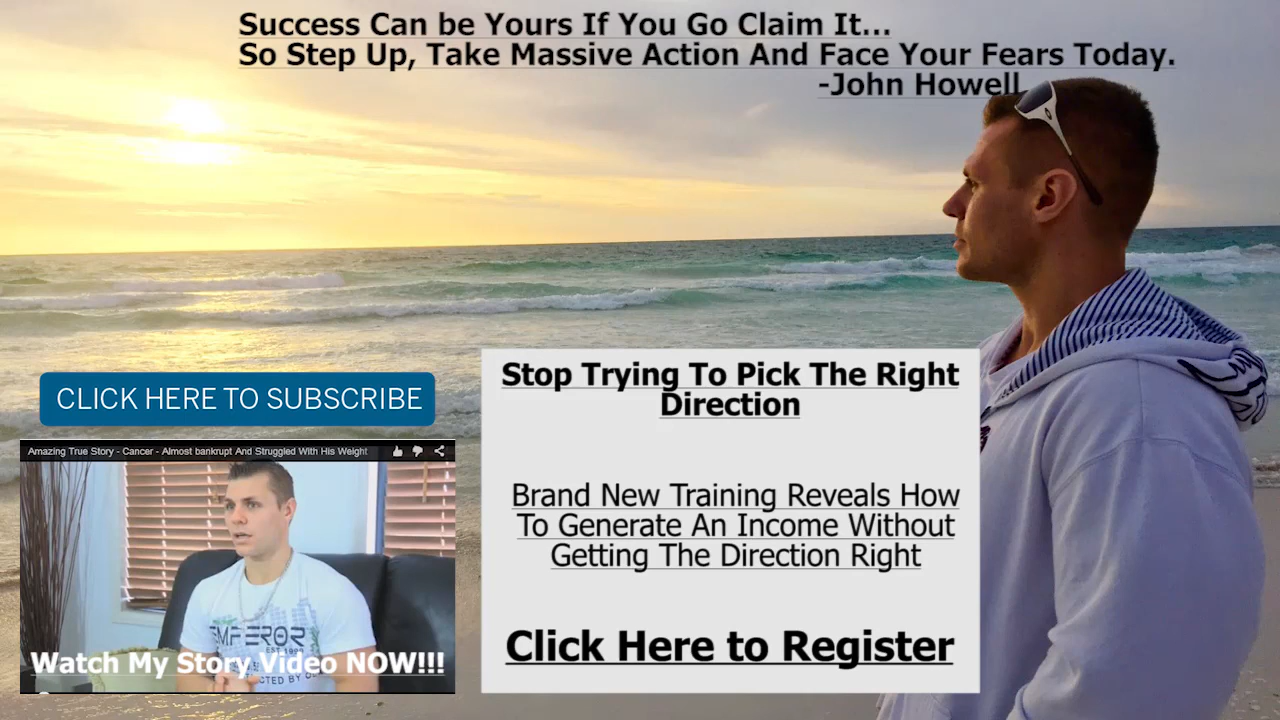 Success Can be Yours If You Go Claim It...
So Step Up, Take Massive Action And Face Your Fears Today.
-John Howell
CLICK HERE TO SUBSCRIBE
Amazing True Story - Cancer - Almost bankrupt And Struggled With His Weight
EMPEROR
EST 1999
Watch My Story Video NOW!!!
Stop Trying To Pick The Right
Direction
Brand New Training Reveals How
To Generate An Income Without
Getting The Direction Right
Click Here to Register